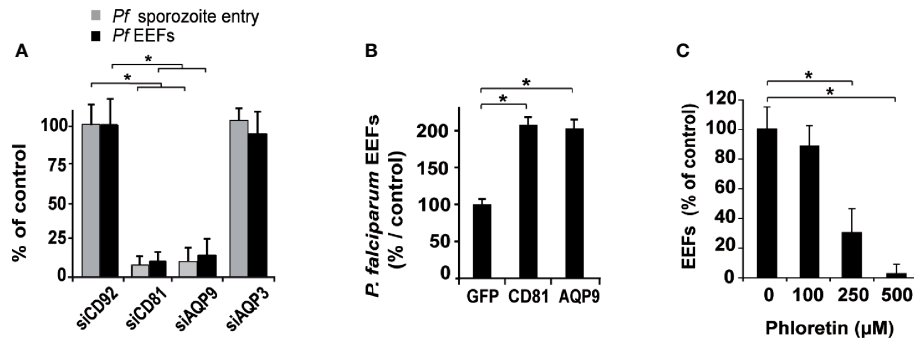 Pf sporozoite entry
Pf EEFs
A
*
*
% of control
100
75
50
25
0
siCD92
siCD81
siAQP9
siAQP3
B
*
*
P. falciparum EEFs
(% / control)
200
150
100
50
0
GFP CD81 AQP9
C
*
*
EEFs (% of control)
120
100
80
60
40
20
0
0 100 250 500
Phloretin (µM)